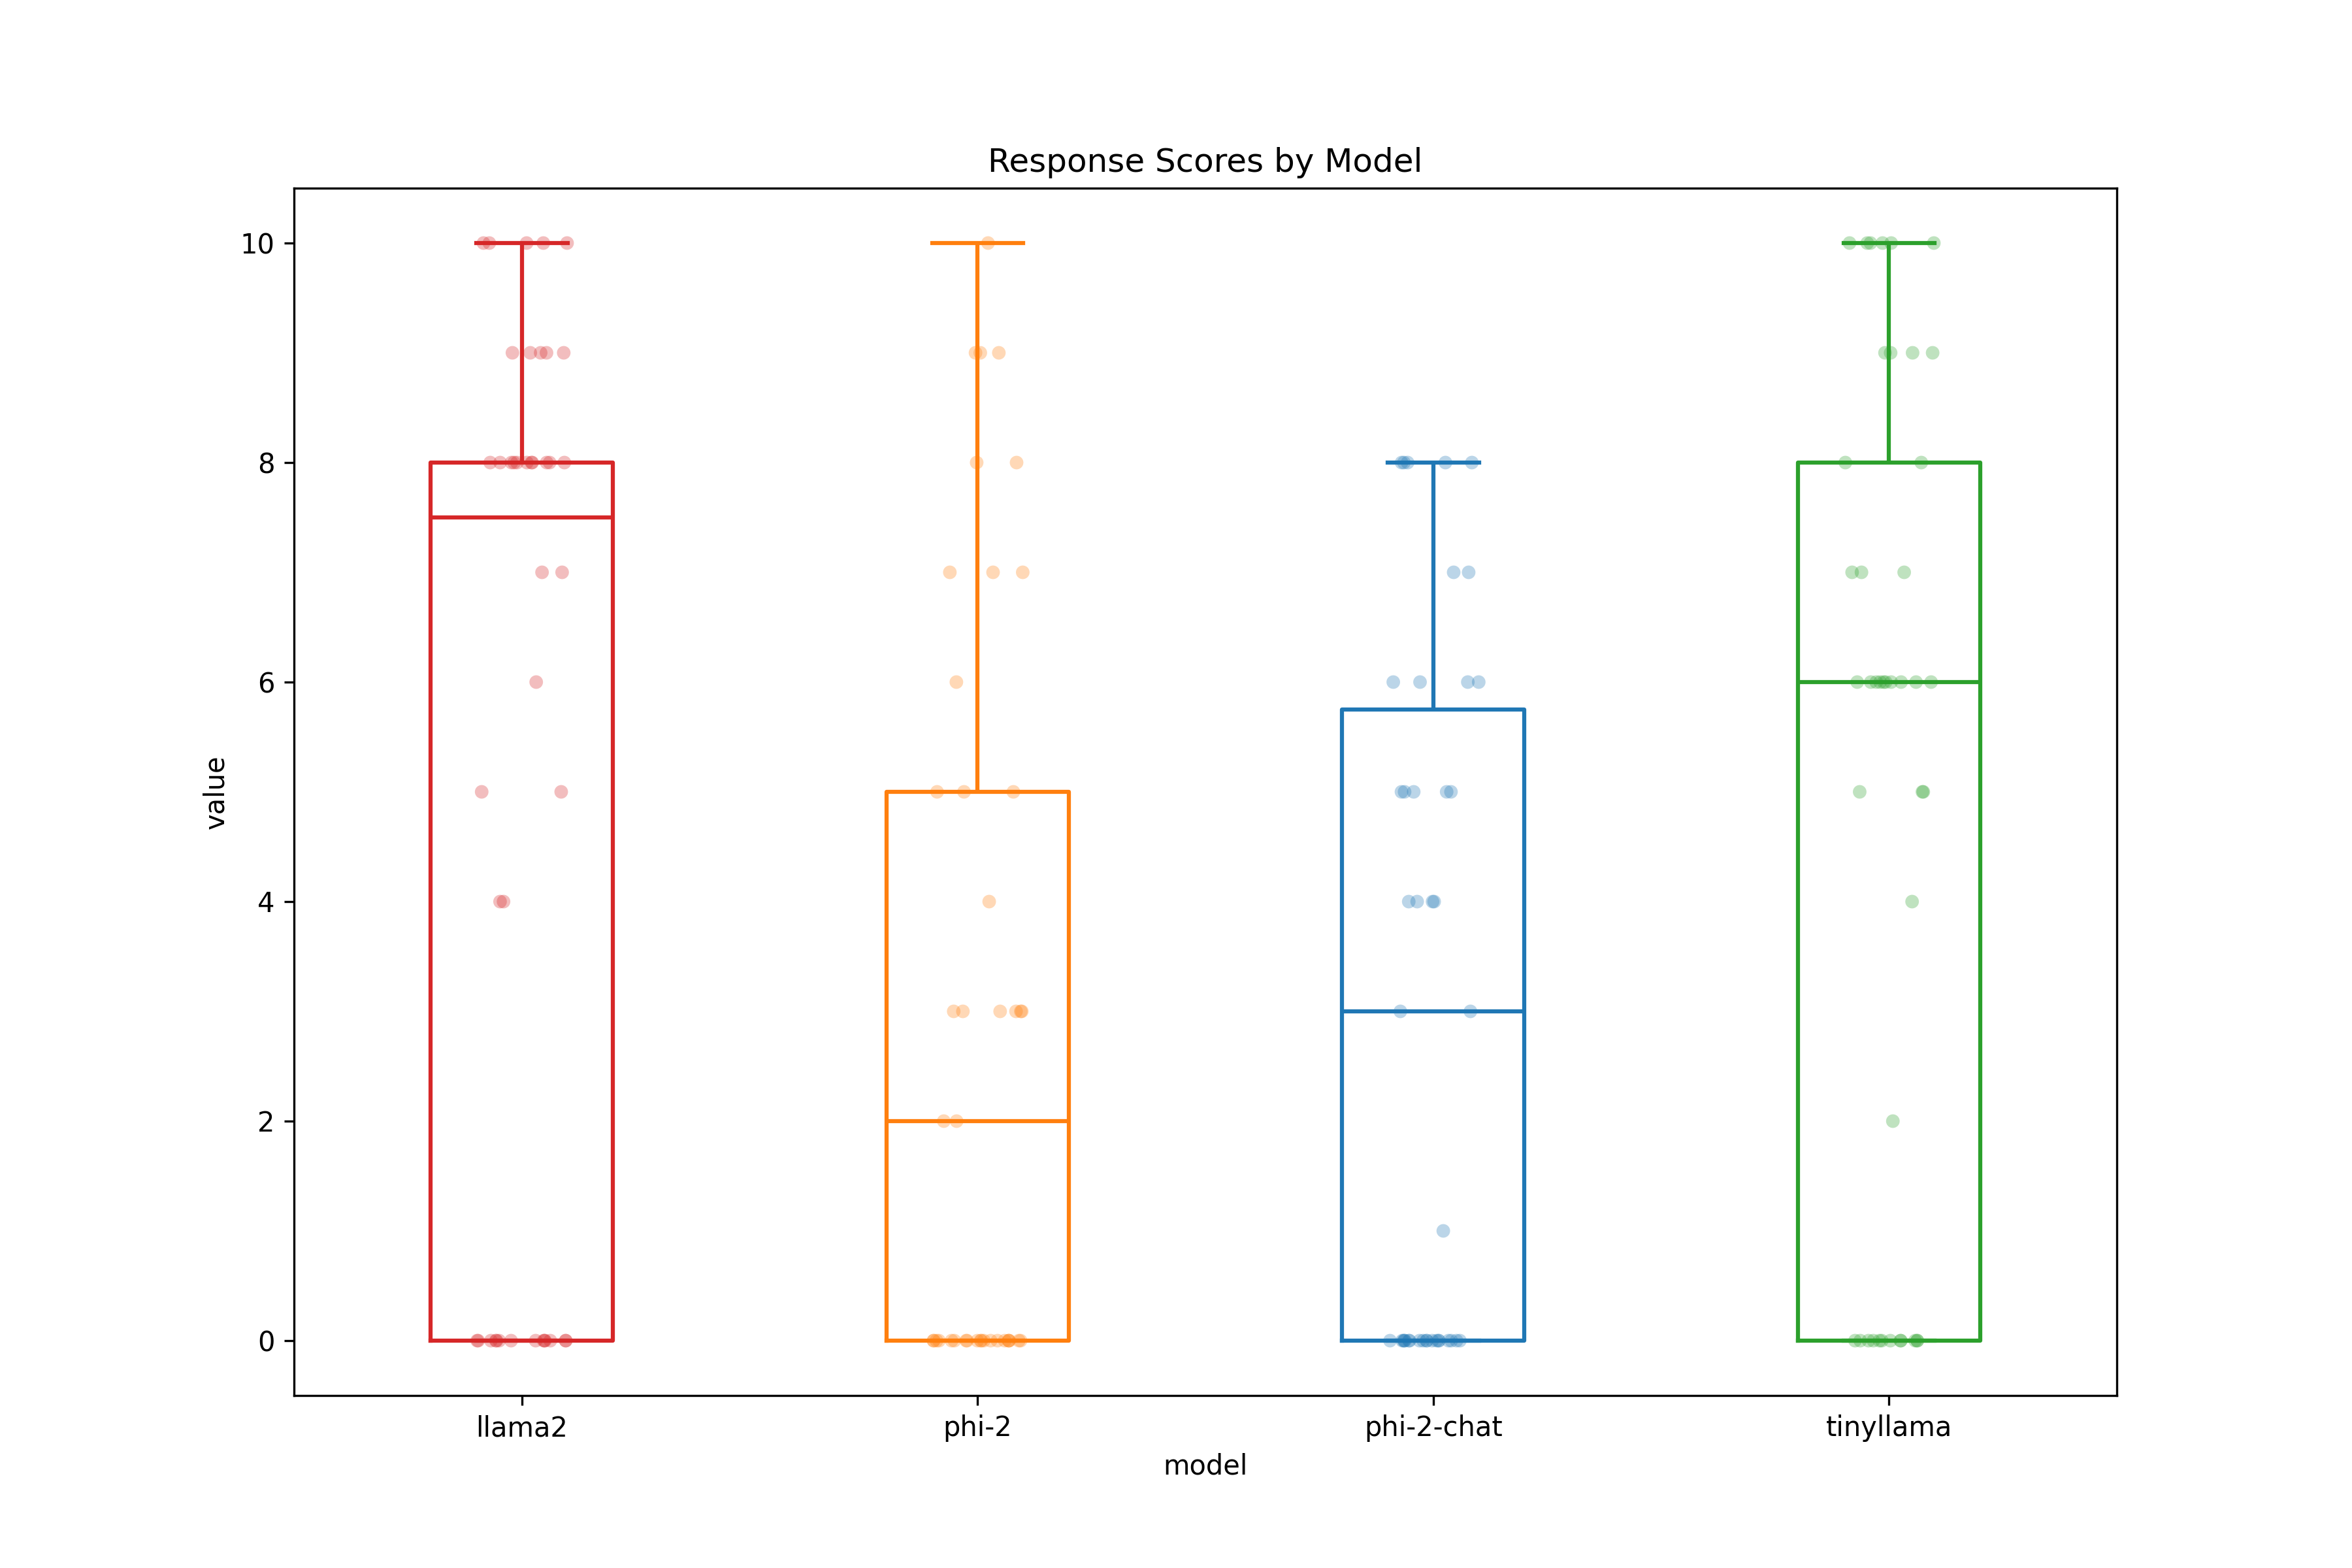 Response Scores by Model
10
8
6
4
2
0
value
llama2
phi-2
phi-2-chat
tinyllama
model